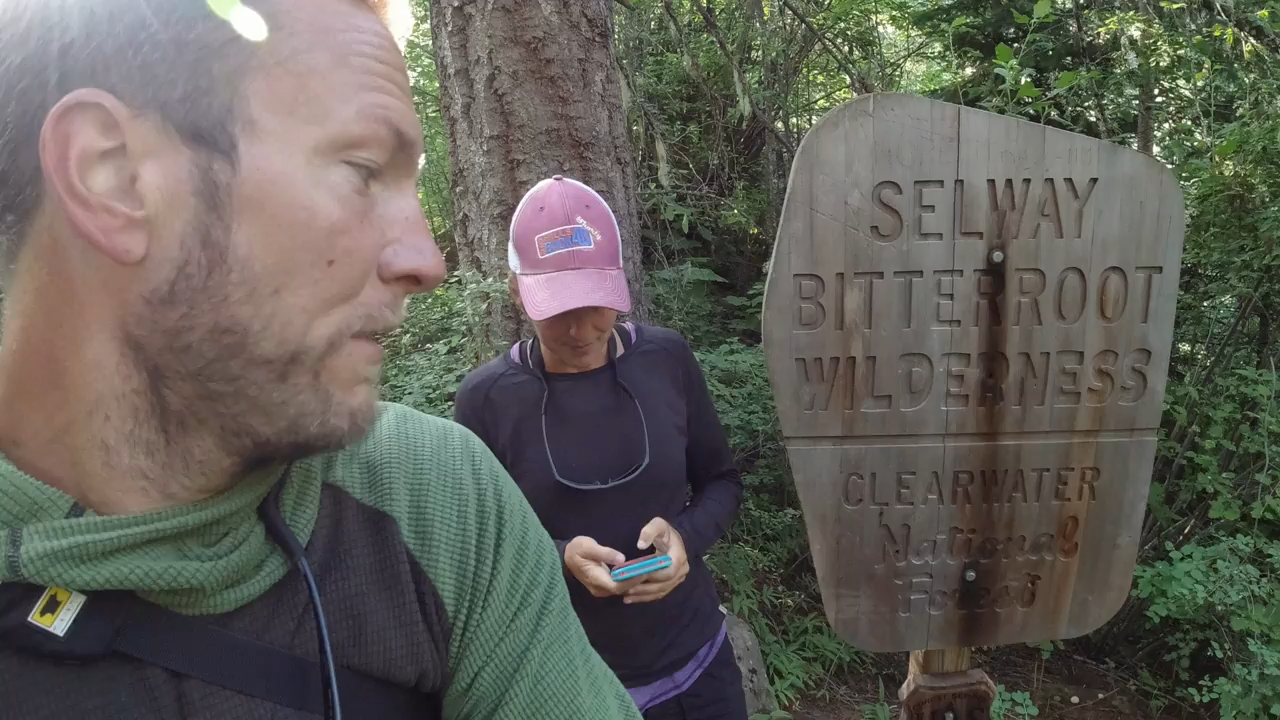 SELWAY
BITTERROOT
WILDERNESS
CLEARWATER
National
Forest